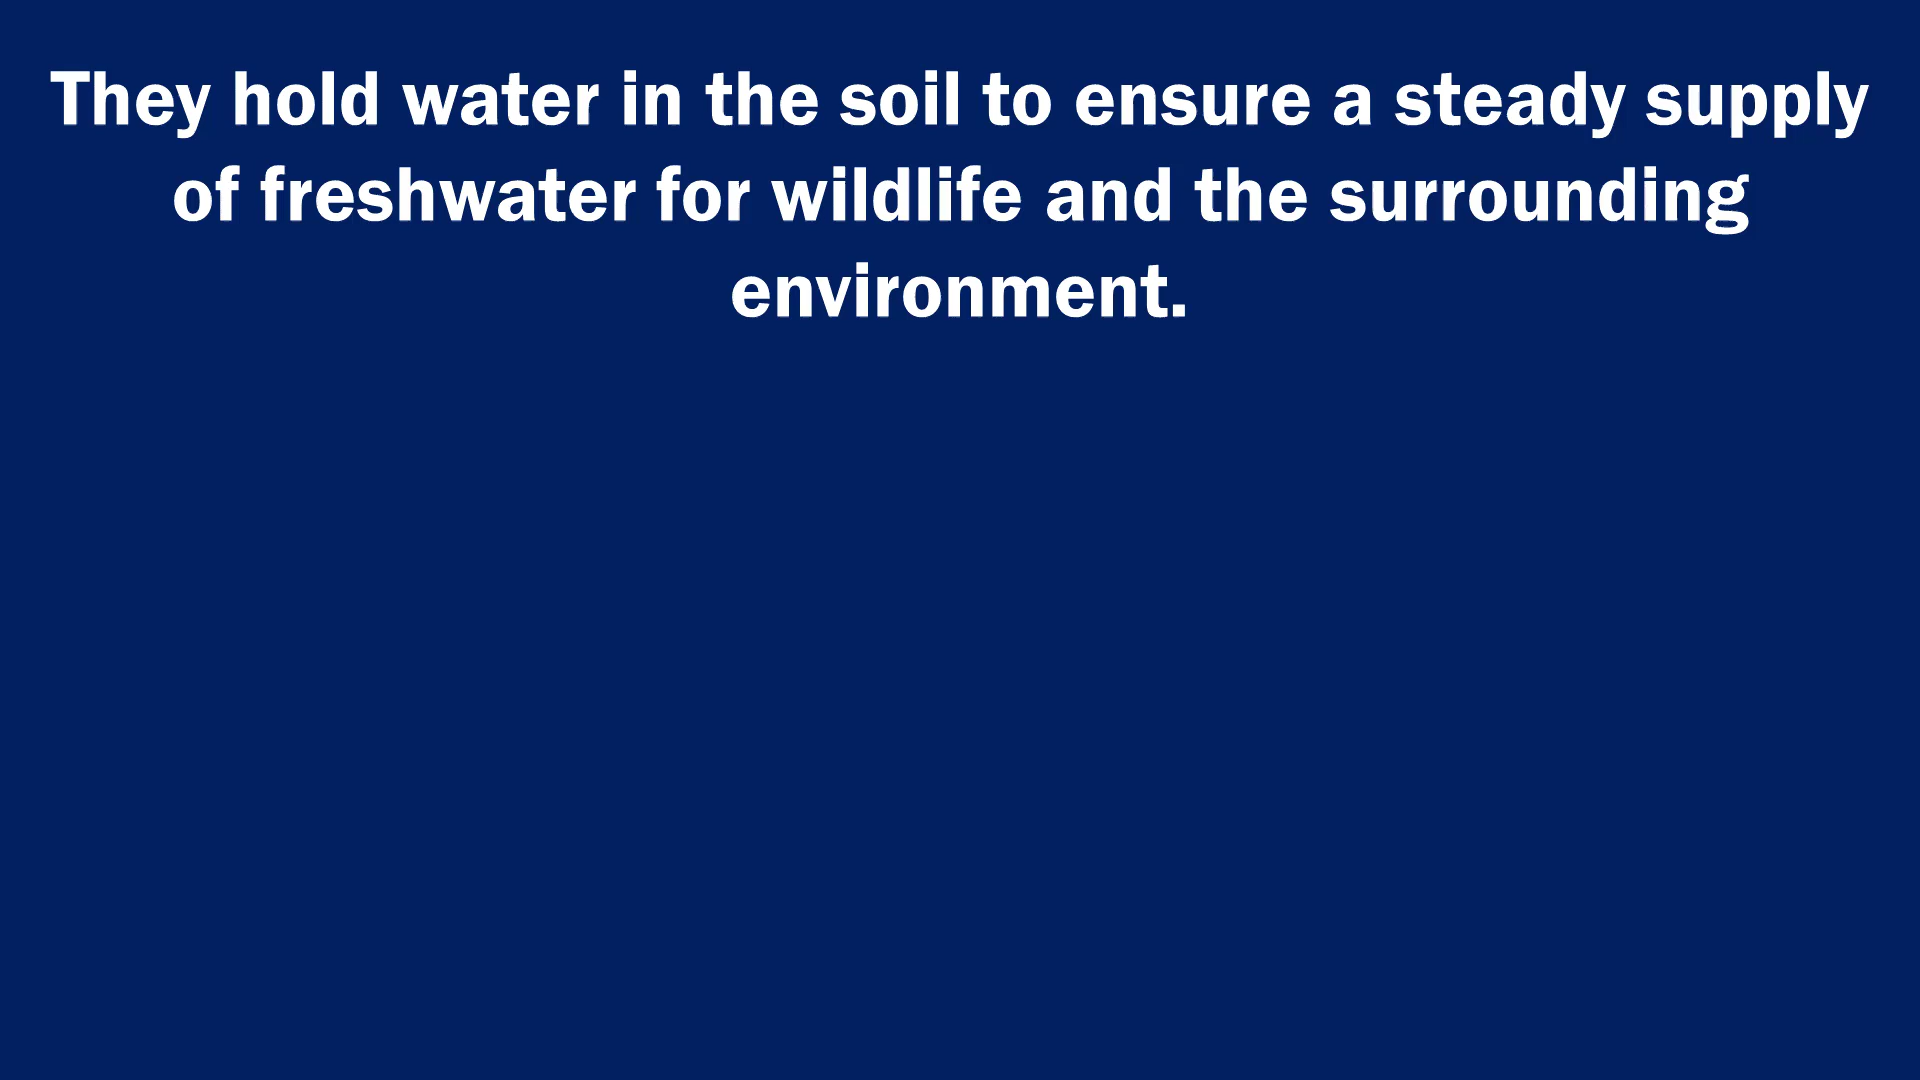 They hold water in the soil to ensure a steady supply
of freshwater for wildlife and the surrounding
environment.